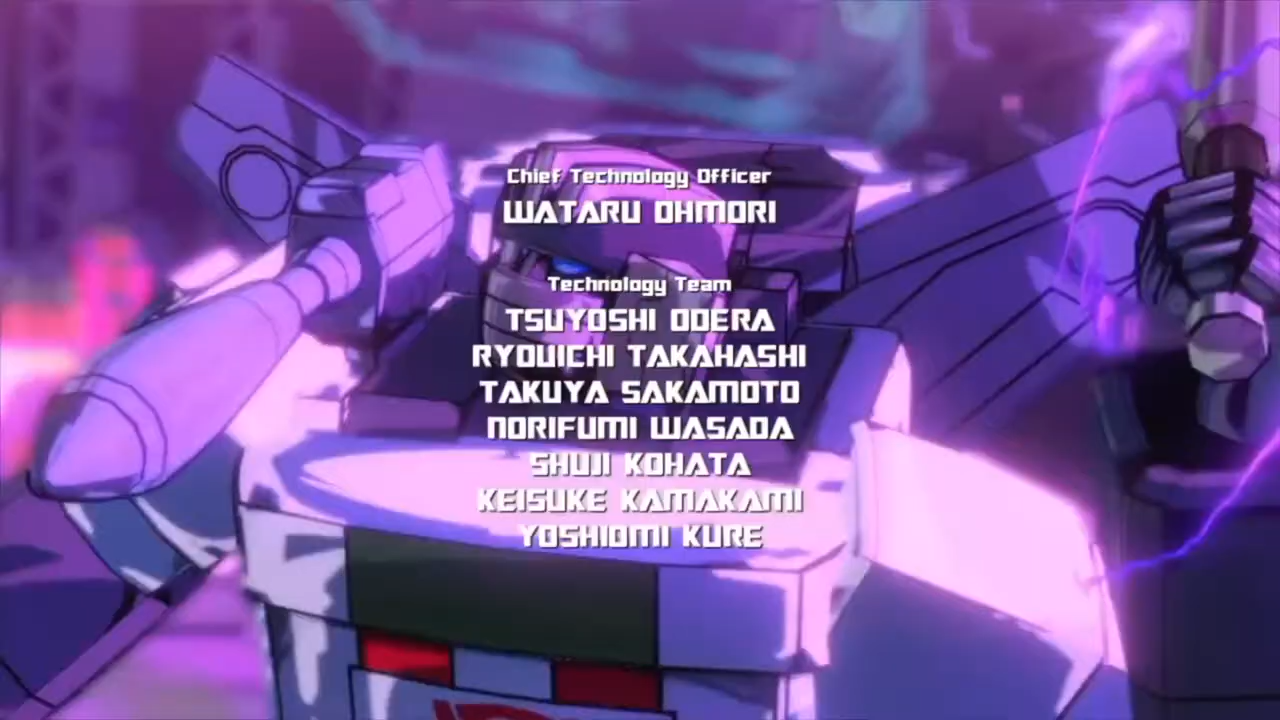 Chief Technology Officer
WATARU OHMORI
Technology Team
TSUYOSHI ODERA
RYOUICHI TAKAHASHI
TAKUYA SAKAMOTO
NORIFUMI WASADA
SHUJI KOHATA
KEISUKE KAMAKAMI
YOSHIOMI KURE